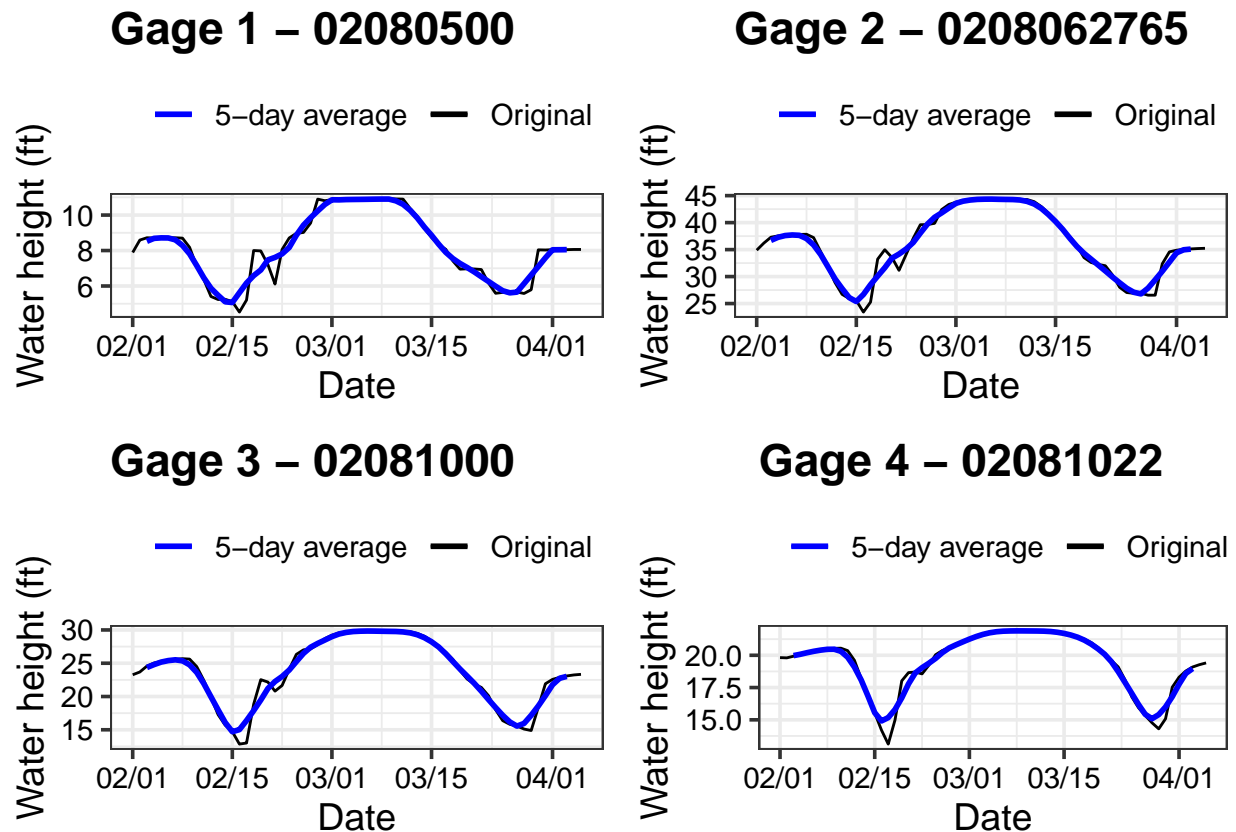 Gage 1 – 02080500
5−day average Original
Water height (ft)
10
8
6
02/01 02/15 03/01 03/15 04/01
Date
Gage 2 – 0208062765
5−day average Original
Water height (ft)
45
40
35
30
25
02/01 02/15 03/01 03/15 04/01
Date
Gage 3 – 02081000
5−day average Original
Water height (ft)
30
25
20
15
02/01 02/15 03/01 03/15 04/01
Date
Gage 4 – 02081022
5−day average Original
Water height (ft)
20.0
17.5
15.0
02/01 02/15 03/01 03/15 04/01
Date